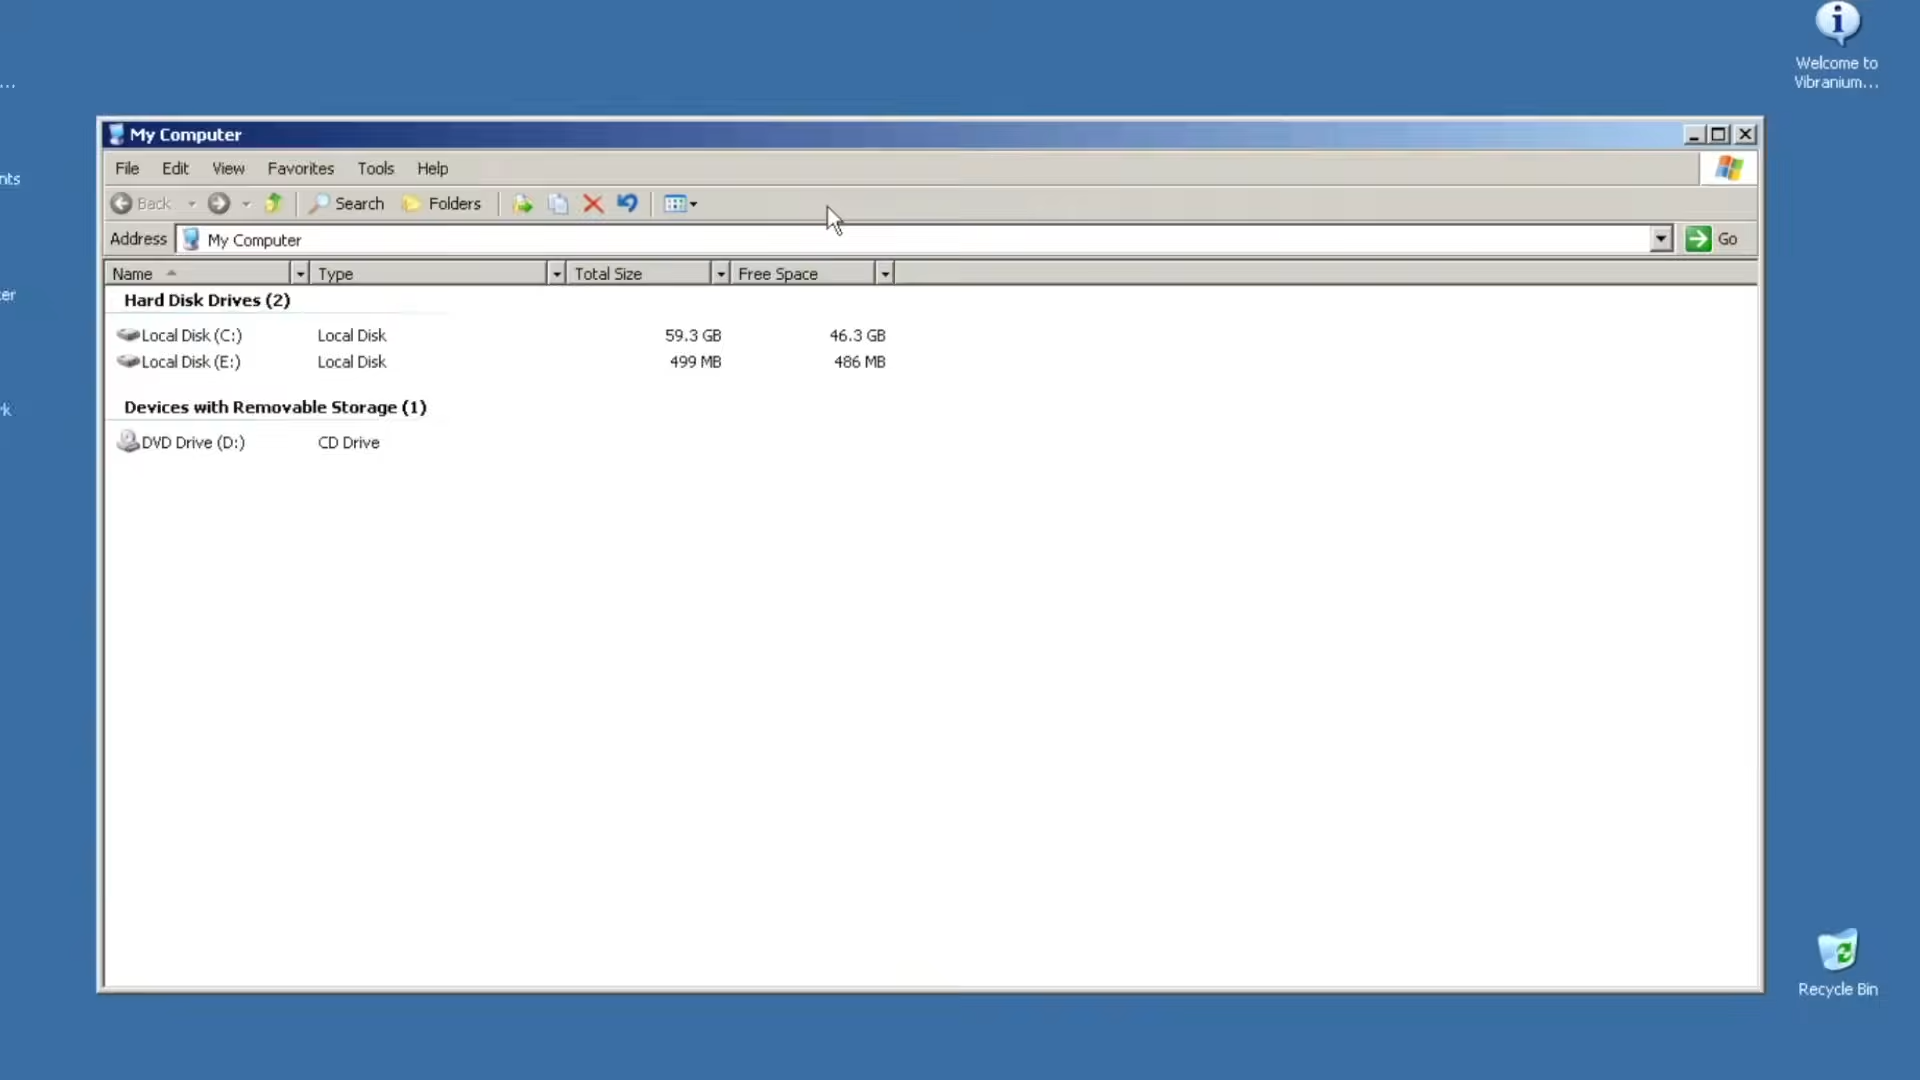 Welcome to
Vibranium...
...
nts
er
rk
My Computer
File Edit View Favorites Tools Help
Back Search Folders
Address My Computer Go
Name Type Total Size Free Space
Hard Disk Drives (2)
Local Disk (C:) Local Disk 59.3 GB 46.3 GB
Local Disk (E:) Local Disk 499 MB 486 MB
Devices with Removable Storage (1)
DVD Drive (D:) CD Drive
Recycle Bin